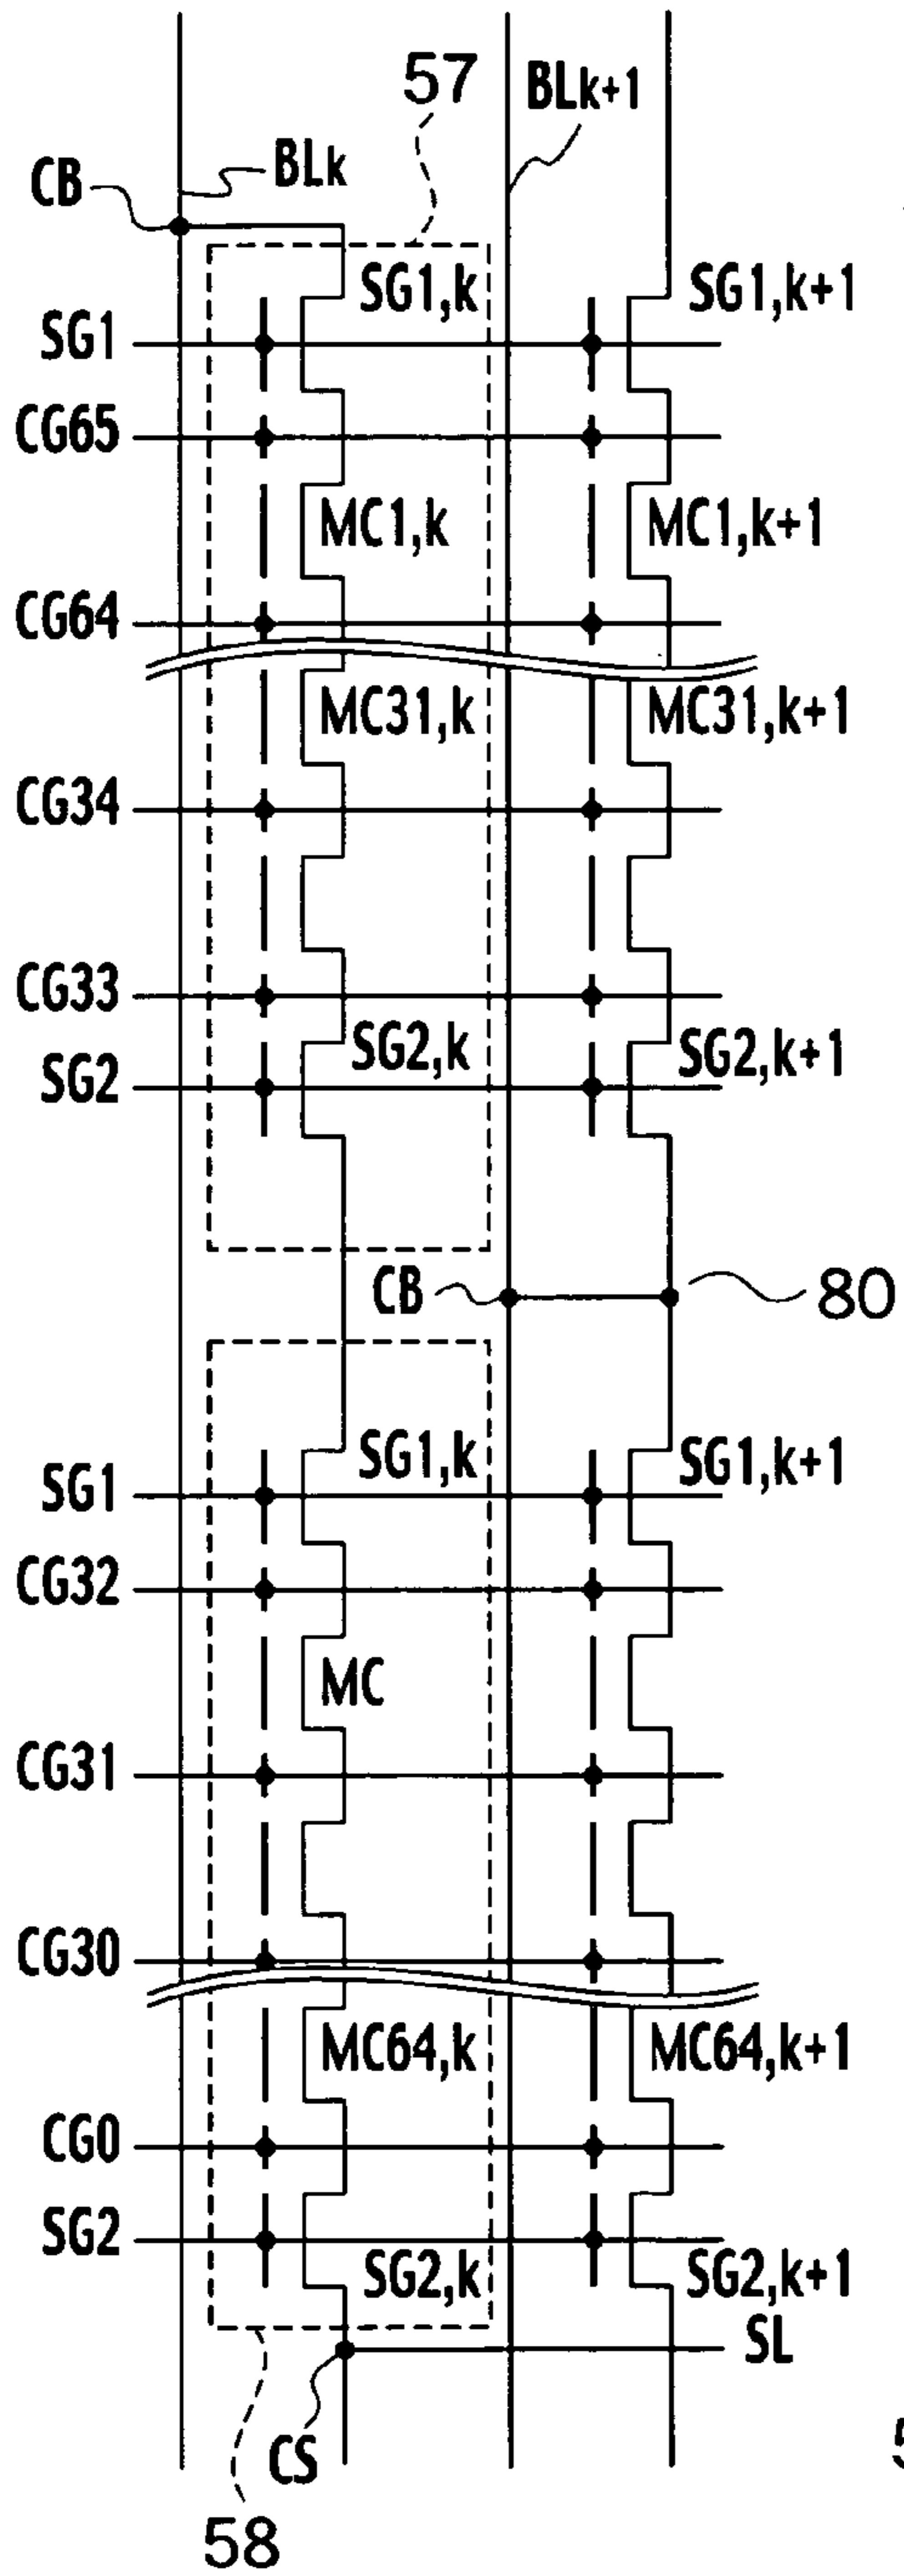 57
BLk+1
CB
BLk
SG1,k
SG1,k+1
SG1
CG65
MC1,k
MC1,k+1
CG64
MC31,k
MC31,k+1
CG34
CG33
SG2,k
SG2,k+1
SG2
CB
80
SG1,k
SG1,k+1
SG1
CG32
MC
CG31
CG30
MC64,k
MC64,k+1
CG0
SG2
SG2,k
SG2,k+1
SL
CS
5
58